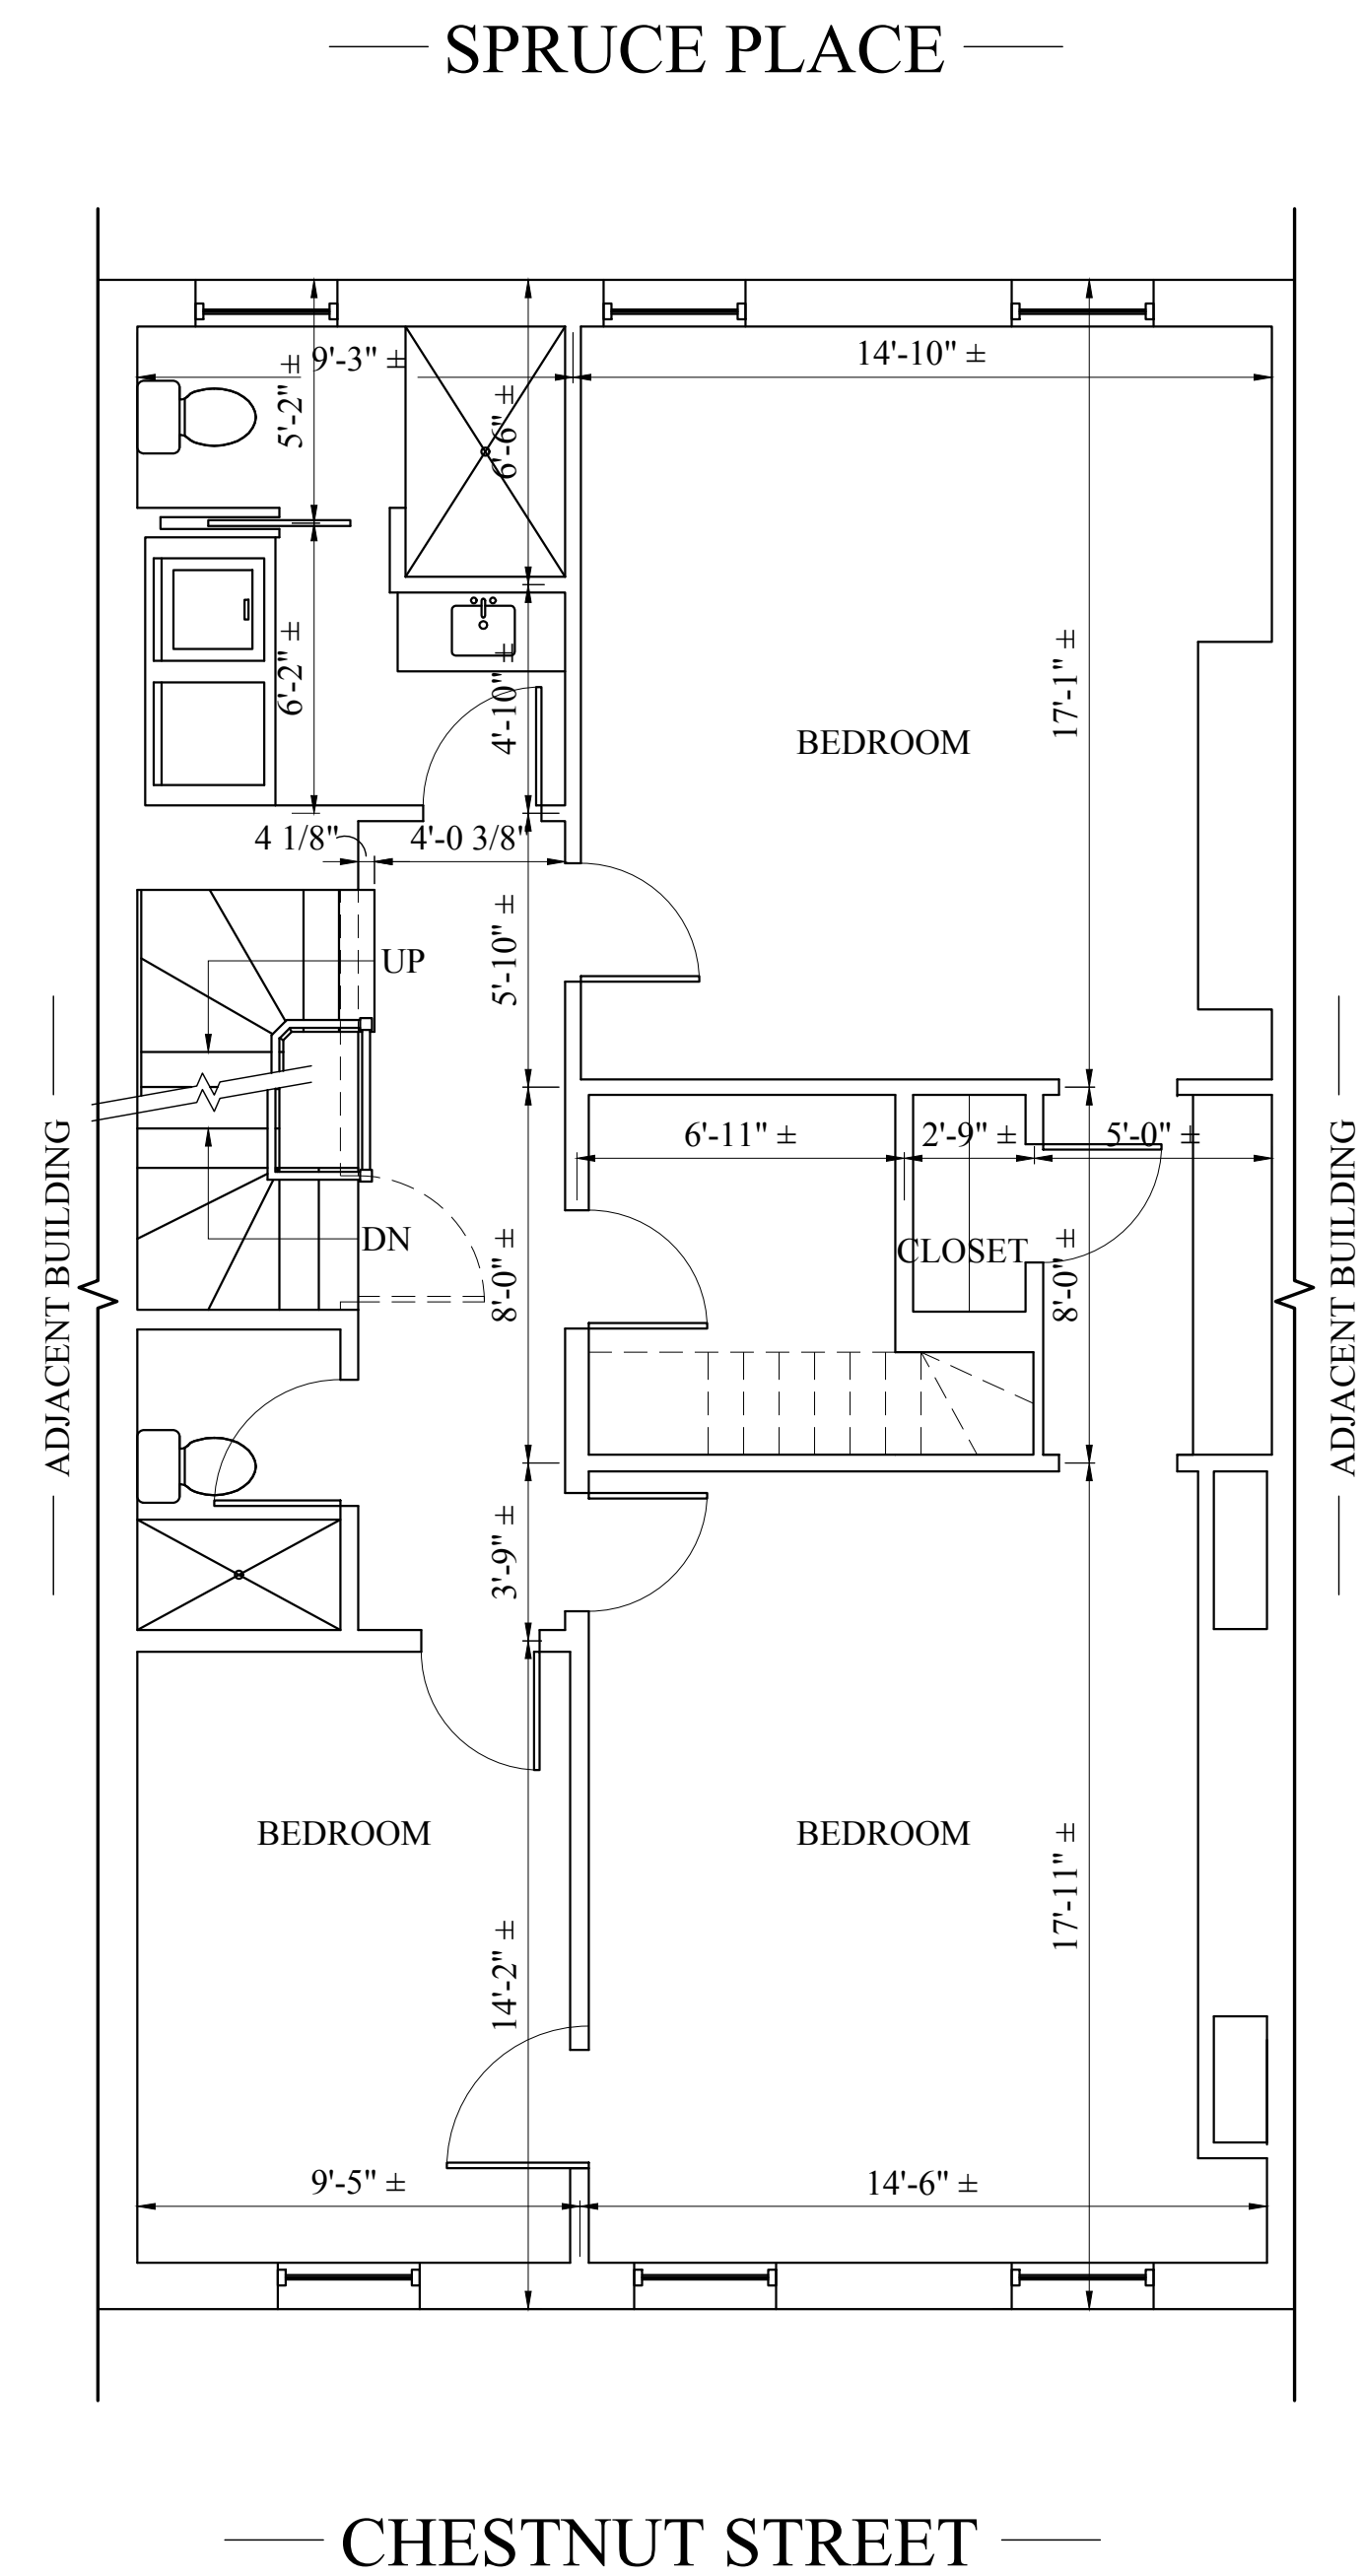 SPRUCE PLACE
9'-3" ±
14'-10" ±
5'-2" ±
6'-6" ±
6'-2" ±
4'-10" ±
17'-1" ±
BEDROOM
4 1/8"
4'-0 3/8"
5'-10" ±
UP
6'-11" ±
2'-9" ±
5'-0" ±
ADJACENT BUILDING
ADJACENT BUILDING
DN
CLOSET
8'-0" ±
8'-0" ±
3'-9" ±
BEDROOM
BEDROOM
17'-11" ±
14'-2" ±
9'-5" ±
14'-6" ±
CHESTNUT STREET